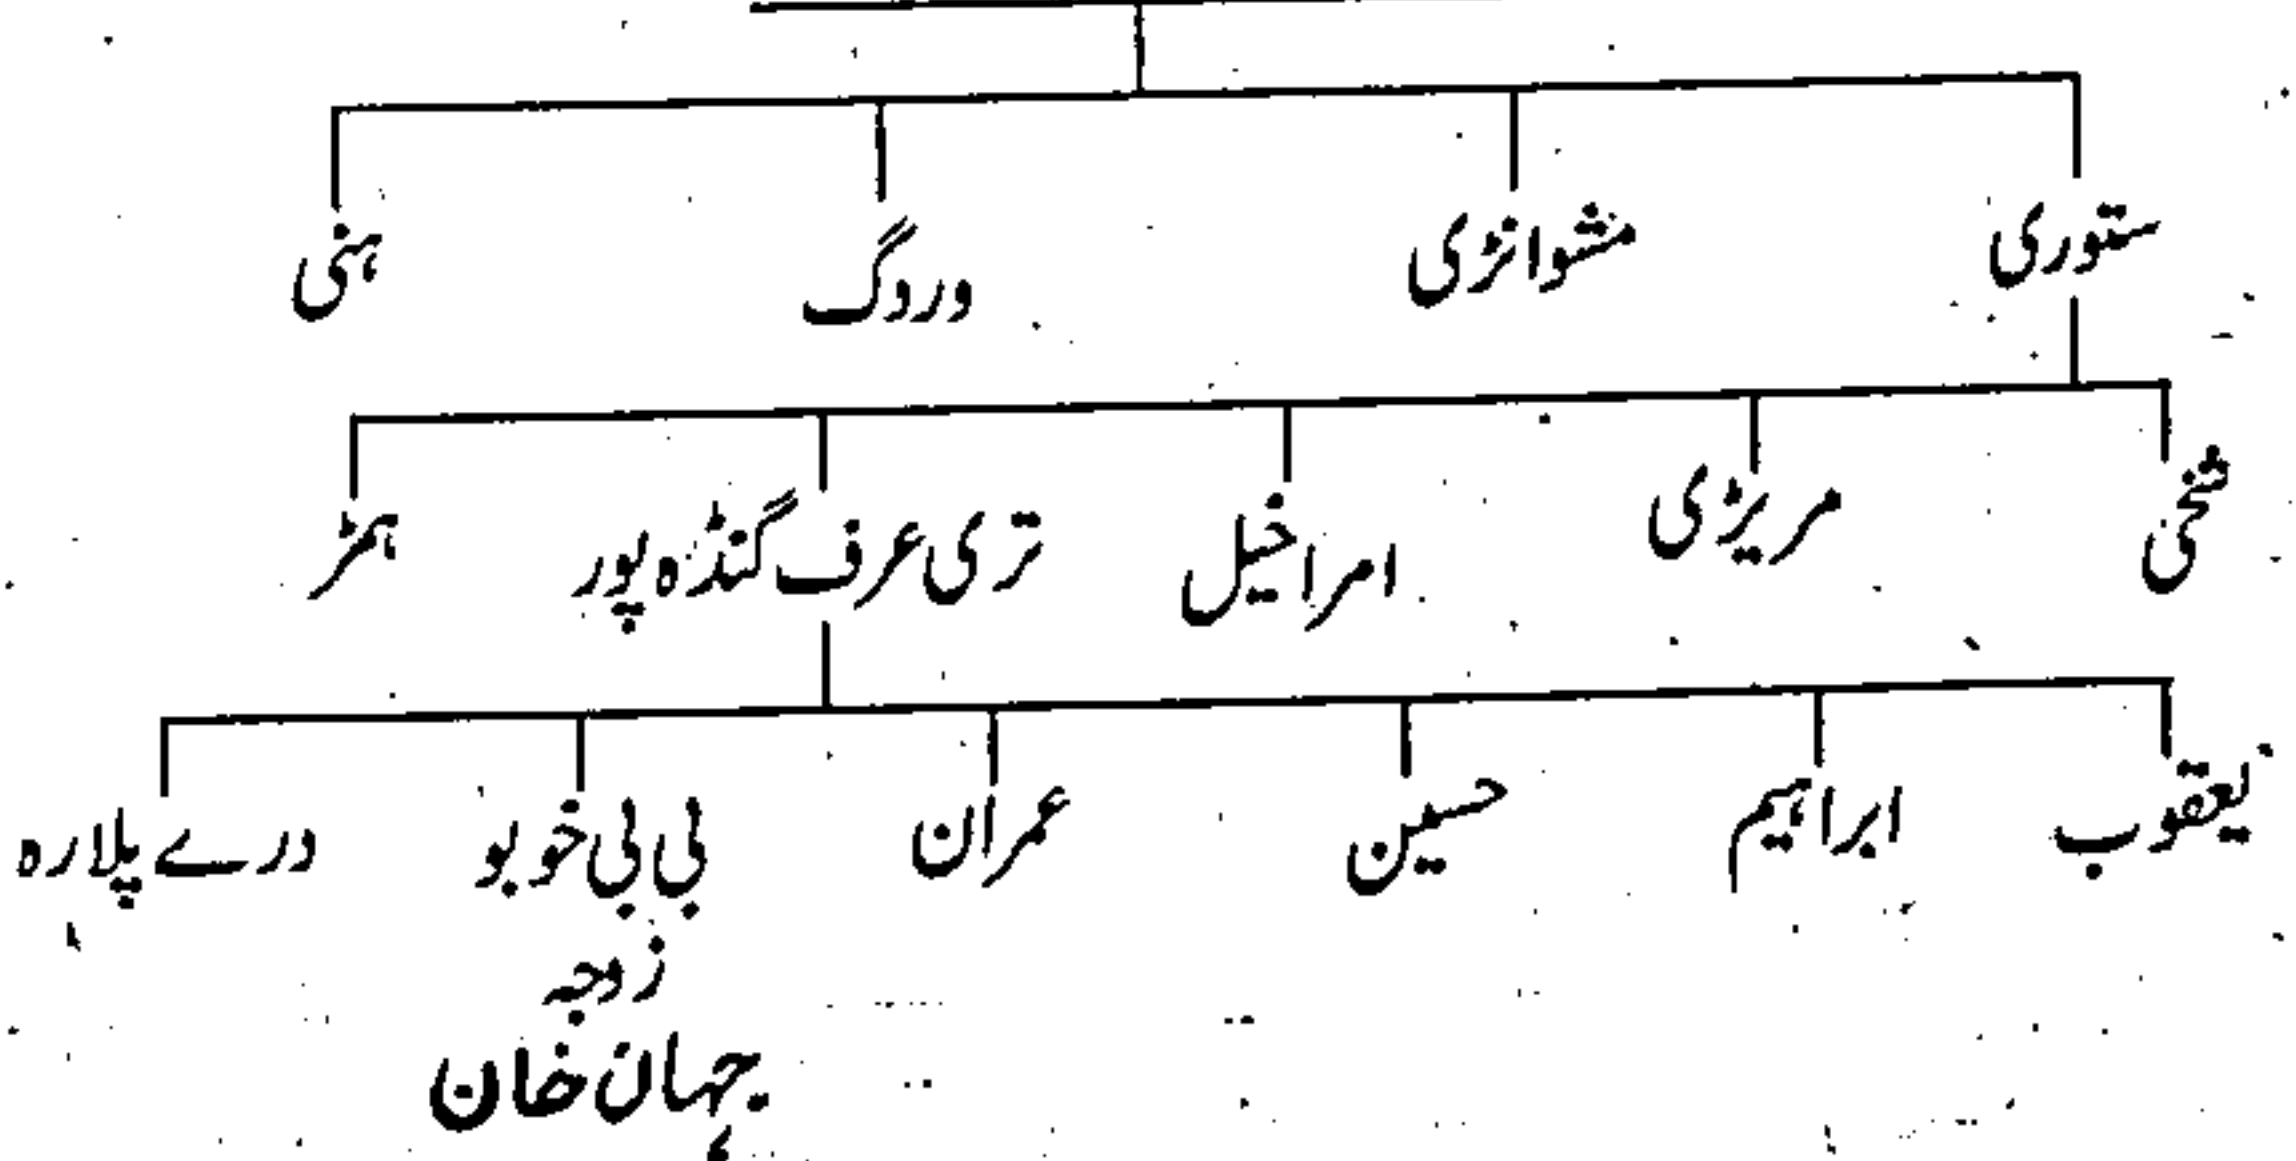 ستوری مشوانڑی وردگ ہنی
شخی مریڑی امراخیل تری عرف گنڈہ پور ہمڑ
یعقوب ابراہیم حسین عمران بی بی خوبو درے پلارہ
زوجہ
جہان خان